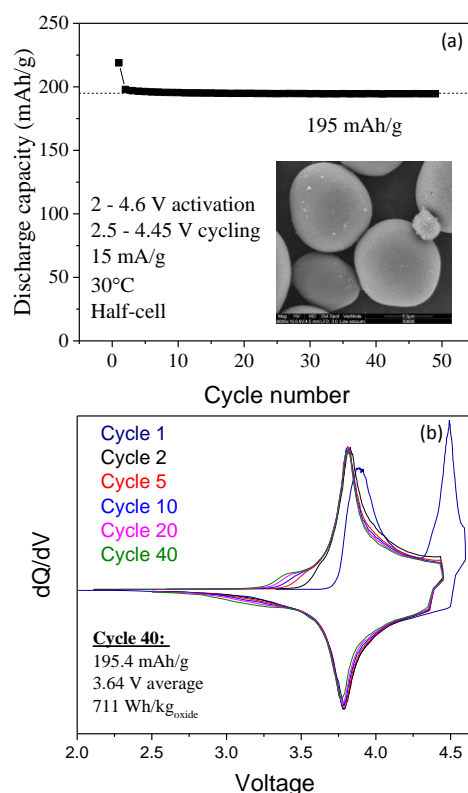 (a)
Discharge capacity (mAh/g)
250
200
150
100
50
0
195 mAh/g
2 - 4.6 V activation
2.5 - 4.45 V cycling
15 mA/g
30°C
Half-cell
0 10 20 30 40 50
Cycle number
(b)
dQ/dV
Cycle 1
Cycle 2
Cycle 5
Cycle 10
Cycle 20
Cycle 40
Cycle 40:
195.4 mAh/g
3.64 V average
711 Wh/kgoxide
2.0 2.5 3.0 3.5 4.0 4.5
Voltage